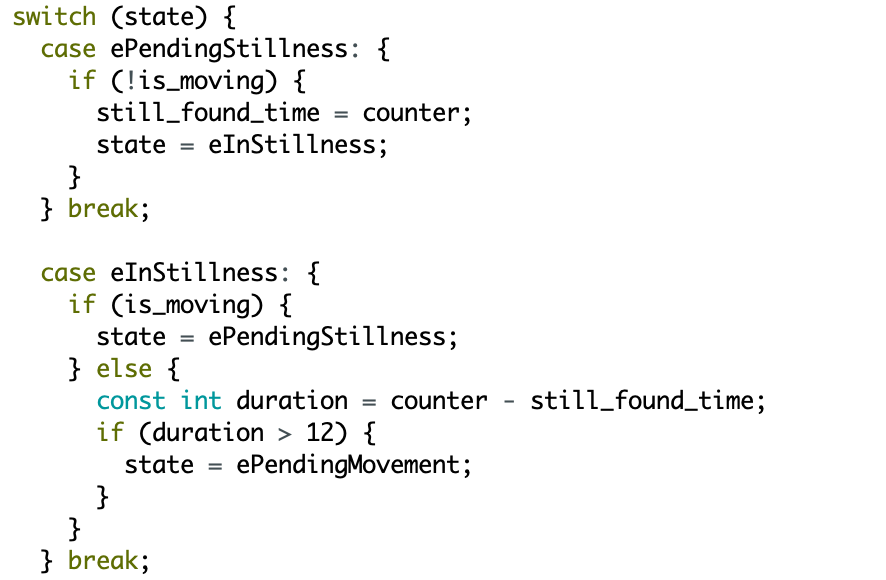 switch (state) {
  case ePendingStillness: {
    if (!is_moving) {
      still_found_time = counter;
      state = eInStillness;
    }
  } break;

  case eInStillness: {
    if (is_moving) {
      state = ePendingStillness;
    } else {
      const int duration = counter - still_found_time;
      if (duration > 12) {
        state = ePendingMovement;
      }
    }
  } break;